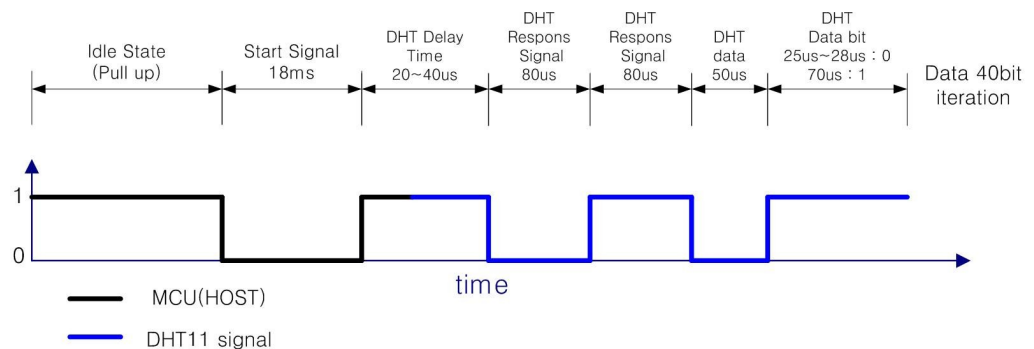 Idle State
(Pull up)
Start Signal
18ms
DHT Delay
Time
20~40us
DHT
Respons
Signal
80us
DHT
Respons
Signal
80us
DHT
data
50us
DHT
Data bit
25us~28us : 0
70us : 1
Data 40bit
iteration
1
0
time
MCU(HOST)
DHT11 signal